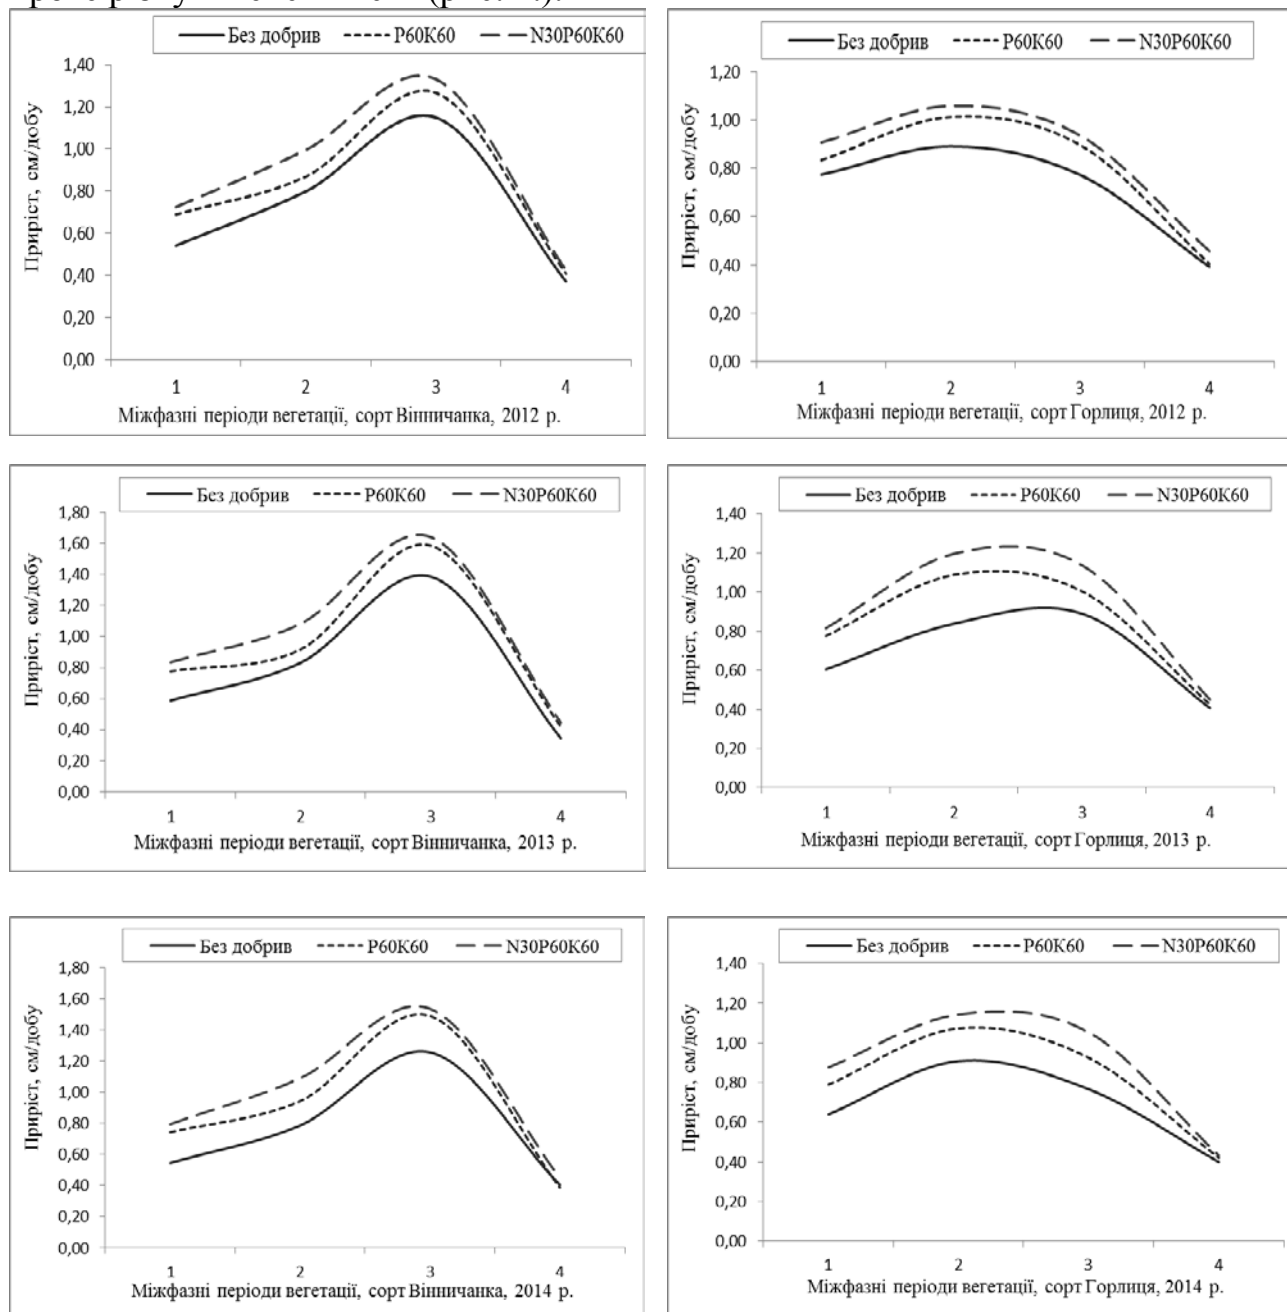 Без добрив P60K60 N30P60K60
Приріст, см/добу
1,40
1,20
1,00
0,80
0,60
0,40
0,20
0,00
1 2 3 4
Міжфазні періоди вегетації, сорт Вінничанка, 2012 р.
Без добрив P60K60 N30P60K60
Приріст, см/добу
1,20
1,00
0,80
0,60
0,40
0,20
0,00
1 2 3 4
Міжфазні періоди вегетації, сорт Горлиця, 2012 р.
Без добрив P60K60 N30P60K60
Приріст, см/добу
1,80
1,60
1,40
1,20
1,00
0,80
0,60
0,40
0,20
0,00
1 2 3 4
Міжфазні періоди вегетації, сорт Вінничанка, 2013 р.
Без добрив P60K60 N30P60K60
Приріст, см/добу
1,40
1,20
1,00
0,80
0,60
0,40
0,20
0,00
1 2 3 4
Міжфазні періоди вегетації, сорт Горлиця, 2013 р.
Без добрив P60K60 N30P60K60
Приріст, см/добу
1,80
1,60
1,40
1,20
1,00
0,80
0,60
0,40
0,20
0,00
1 2 3 4
Міжфазні періоди вегетації, сорт Вінничанка, 2014 р.
Без добрив P60K60 N30P60K60
Приріст, см/добу
1,40
1,20
1,00
0,80
0,60
0,40
0,20
0,00
1 2 3 4
Міжфазні періоди вегетації, сорт Горлиця, 2014 р.